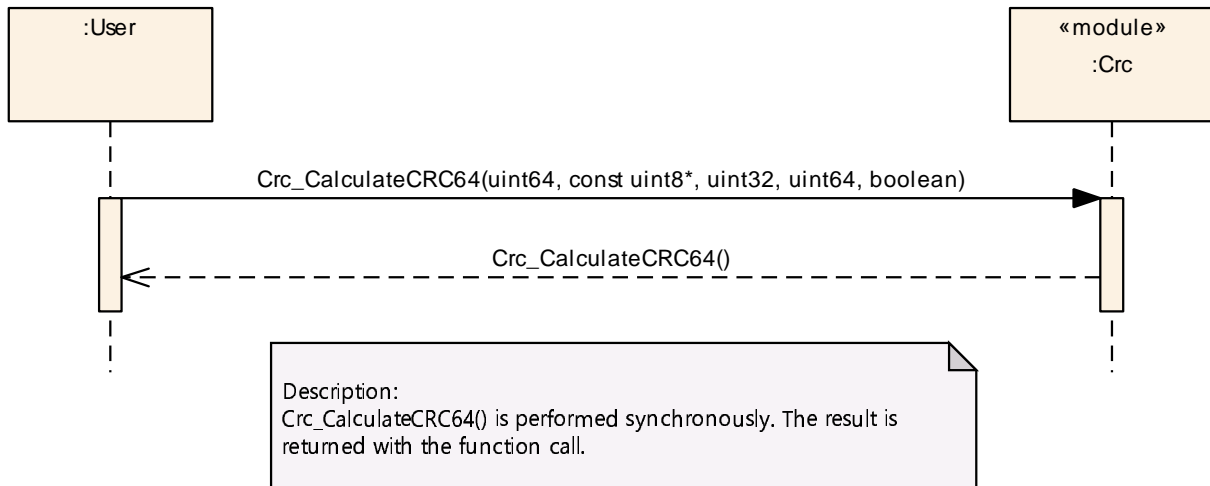 :User
«module»
:Crc
Crc_CalculateCRC64(uint64, const uint8*, uint32, uint64, boolean)
Crc_CalculateCRC64()
Description:
Crc_CalculateCRC64() is performed synchronously. The result is
returned with the function call.